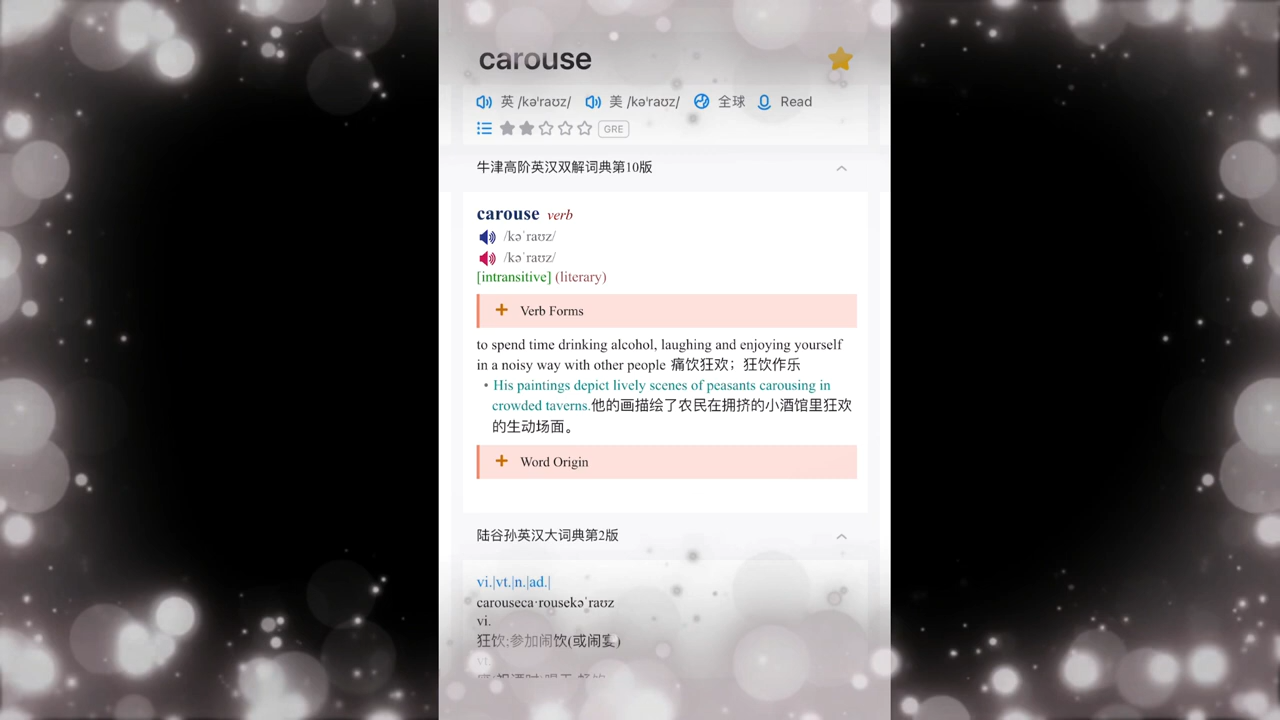 carouse
英 /kəˈraʊz/ 美 /kəˈraʊz/ 全球 Read
GRE
牛津高阶英汉双解词典第10版
carouse verb
/kəˈraʊz/
/kəˈraʊz/
[intransitive] (literary)
Verb Forms
to spend time drinking alcohol, laughing and enjoying yourself
in a noisy way with other people 痛饮狂欢；狂饮作乐
• His paintings depict lively scenes of peasants carousing in
crowded taverns.他的画描绘了农民在拥挤的小酒馆里狂欢
的生动场面。
Word Origin
陆谷孙英汉大词典第2版
vi.|vt.|n.|ad.|
carouseca·rousekəˈraʊz
vi.
狂饮;参加闹饮(或闹宴)
vt.